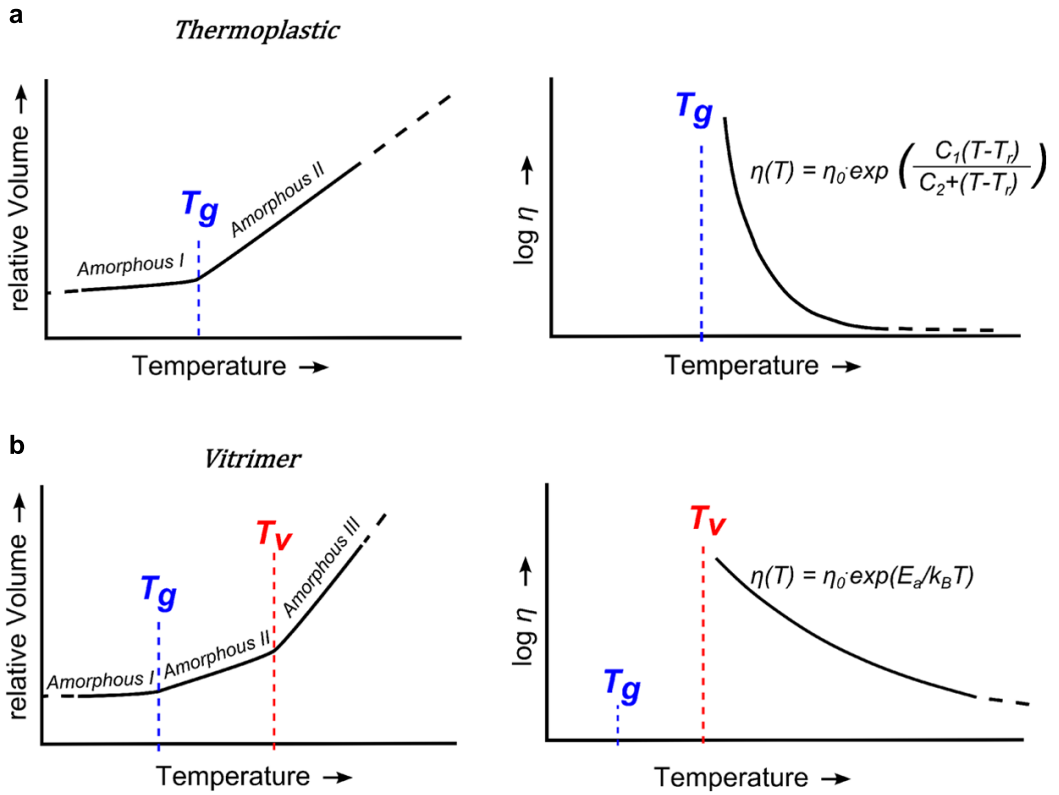 a
Thermoplastic
relative Volume →
Amorphous I
Tg
Amorphous II
Temperature →
log η →
Tg
η(T) = η₀·exp (C₁(T-Tᵣ) / C₂+(T-Tᵣ))
Temperature →
b
Vitrimer
relative Volume →
Amorphous I
Tg
Amorphous II
Tv
Amorphous III
Temperature →
log η →
Tg
Tv
η(T) = η₀·exp(Eₐ/k_BT)
Temperature →